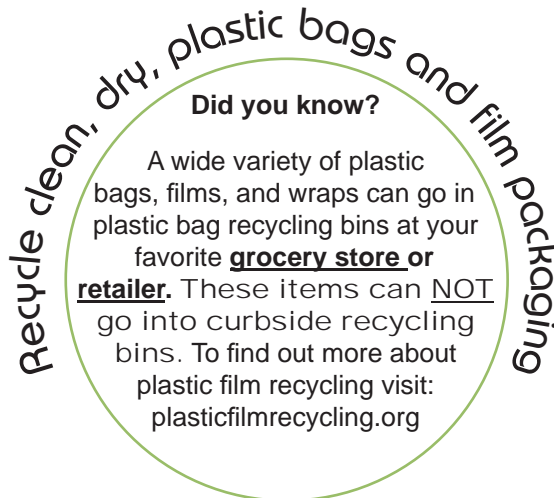 Recycle clean, dry, plastic bags and film packaging
Did you know?
A wide variety of plastic
bags, films, and wraps can go in
plastic bag recycling bins at your
favorite grocery store or
retailer. These items can NOT
go into curbside recycling
bins. To find out more about
plastic film recycling visit:
plasticfilmrecycling.org